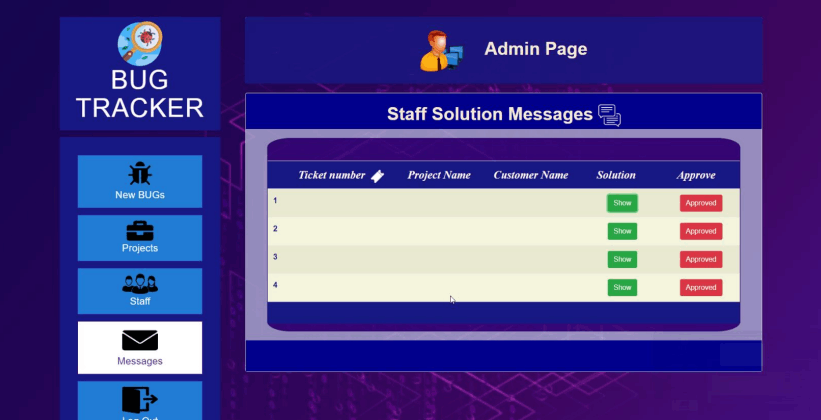 BUG
TRACKER
Admin Page
New BUGs
Projects
Staff
Messages
Log Out
Staff Solution Messages
Ticket number Project Name Customer Name Solution Approve
1 Show Approved
2 Show Approved
3 Show Approved
4 Show Approved